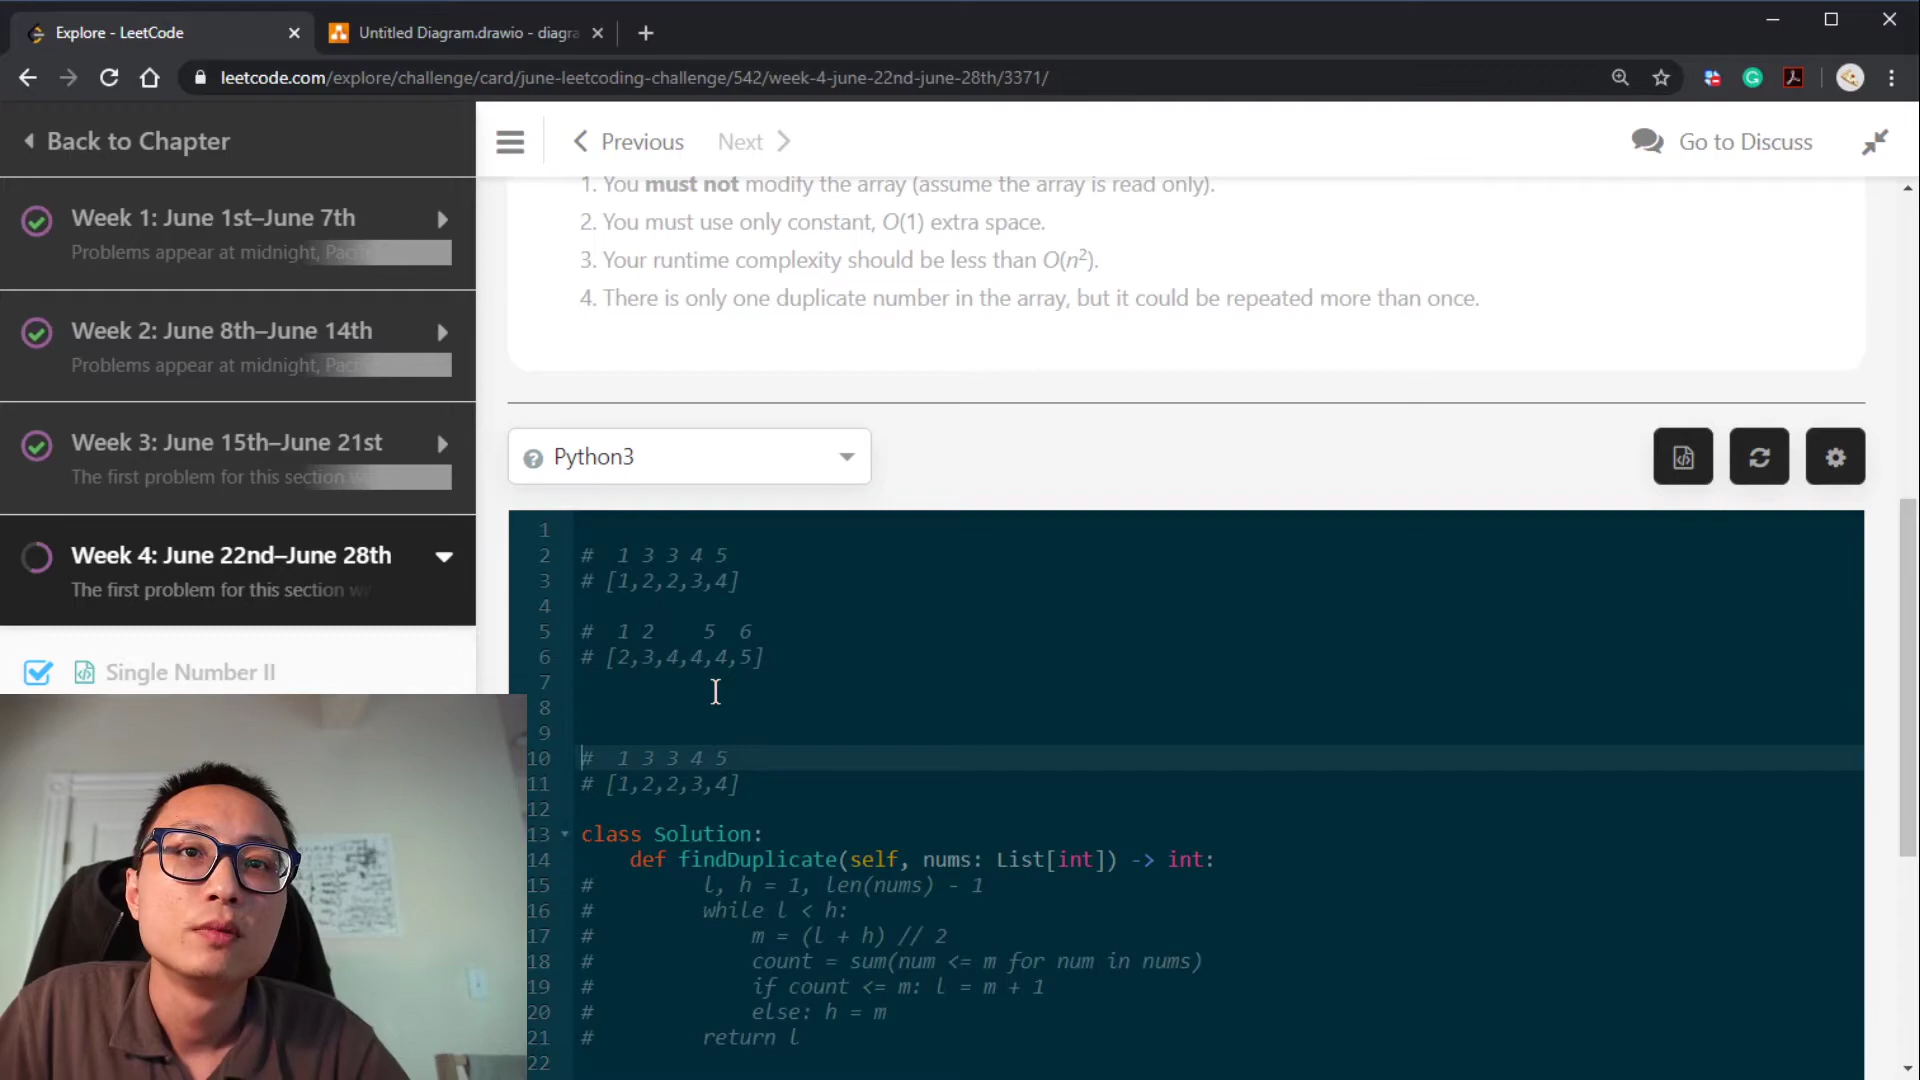 Explore - LeetCode
Untitled Diagram.drawio - diagra
leetcode.com/explore/challenge/card/june-leetcoding-challenge/542/week-4-june-22nd-june-28th/3371/
Back to Chapter
Previous
Next
Go to Discuss
Week 1: June 1st–June 7th
Problems appear at midnight, Paci
Week 2: June 8th–June 14th
Problems appear at midnight, Paci
Week 3: June 15th–June 21st
The first problem for this section w
Week 4: June 22nd–June 28th
The first problem for this section w
Single Number II
1. You must not modify the array (assume the array is read only).
2. You must use only constant, O(1) extra space.
3. Your runtime complexity should be less than O(n²).
4. There is only one duplicate number in the array, but it could be repeated more than once.
Python3
1
2 #  1 3 3 4 5
3 # [1,2,2,3,4]
4
5 #  1 2    5  6
6 # [2,3,4,4,4,5]
7
8
9
10 #  1 3 3 4 5
11 # [1,2,2,3,4]
12
13 class Solution:
14     def findDuplicate(self, nums: List[int]) -> int:
15 #         l, h = 1, len(nums) - 1
16 #         while l < h:
17 #             m = (l + h) // 2
18 #             count = sum(num <= m for num in nums)
19 #             if count <= m: l = m + 1
20 #             else: h = m
21 #         return l
22